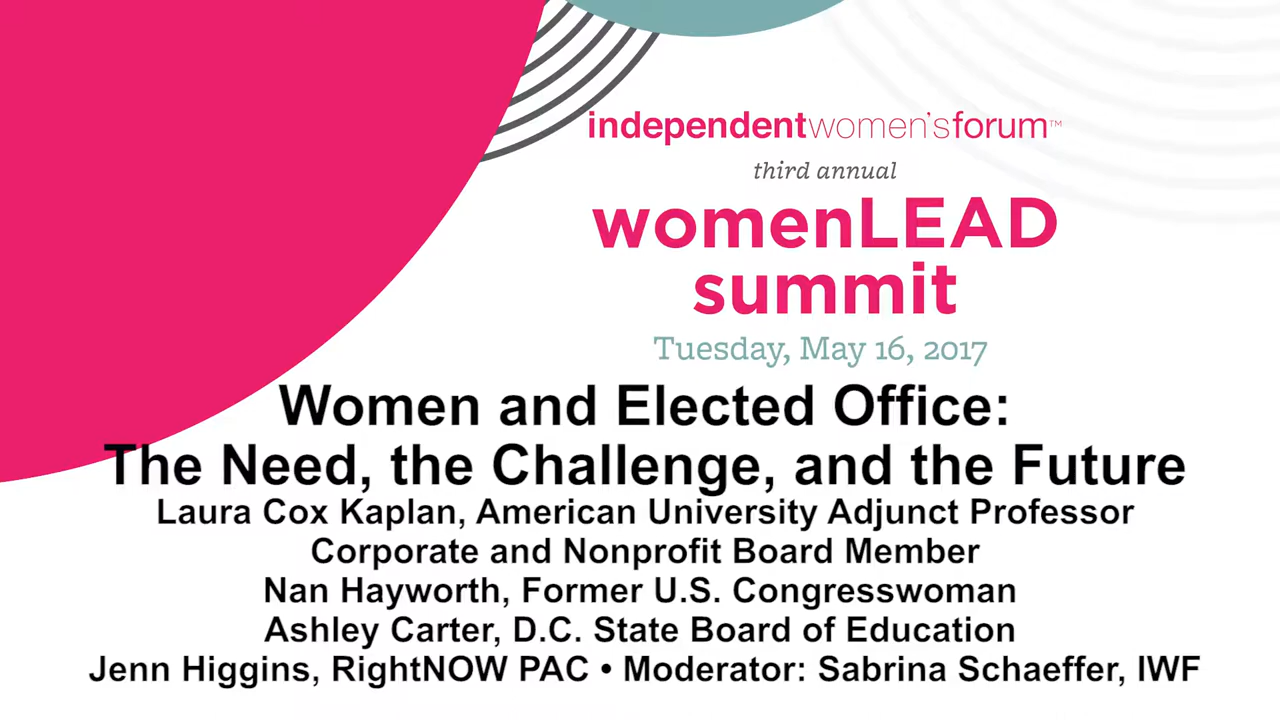 independentwomen'sforum™
third annual
womenLEAD
summit
Tuesday, May 16, 2017
Women and Elected Office:
The Need, the Challenge, and the Future
Laura Cox Kaplan, American University Adjunct Professor
Corporate and Nonprofit Board Member
Nan Hayworth, Former U.S. Congresswoman
Ashley Carter, D.C. State Board of Education
Jenn Higgins, RightNOW PAC • Moderator: Sabrina Schaeffer, IWF